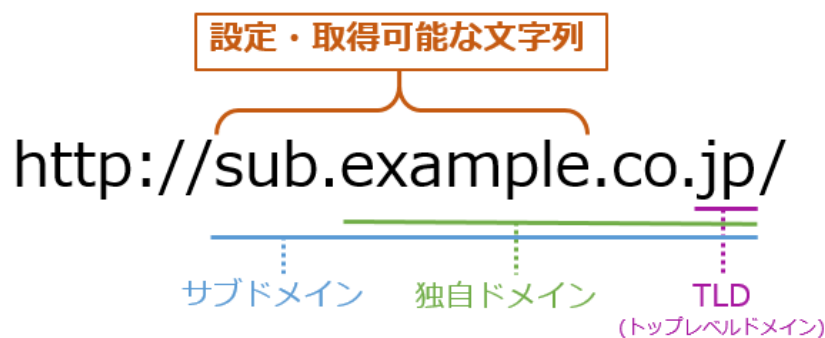 設定・取得可能な文字列
http://sub.example.co.jp/
サブドメイン
独自ドメイン
TLD
(トップレベルドメイン)